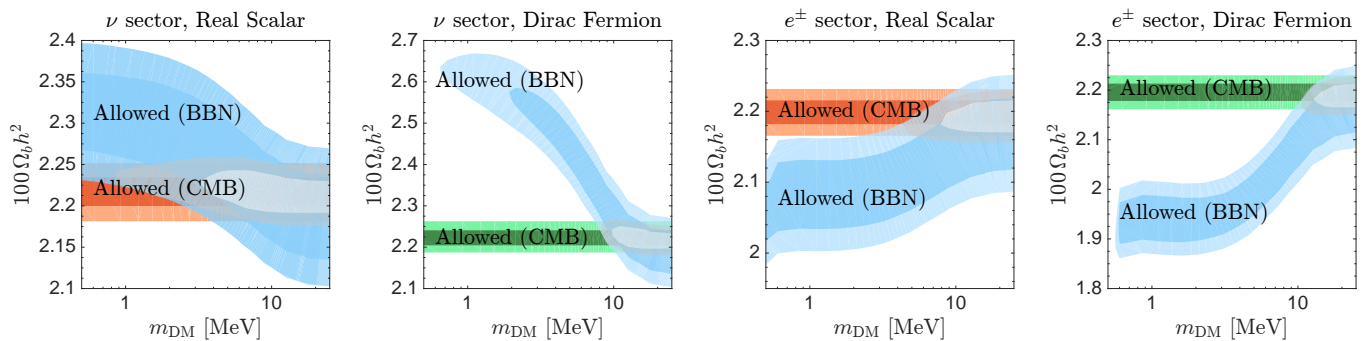 ν sector, Real Scalar
2.4
2.35
2.3
2.25
2.2
2.15
2.1
100 Ω_b h²
Allowed (BBN)
Allowed (CMB)
1
10
m_DM [MeV]
ν sector, Dirac Fermion
2.7
2.6
2.5
2.4
2.3
2.2
2.1
100 Ω_b h²
Allowed (BBN)
Allowed (CMB)
1
10
m_DM [MeV]
e± sector, Real Scalar
2.3
2.2
2.1
2
100 Ω_b h²
Allowed (CMB)
Allowed (BBN)
1
10
m_DM [MeV]
e± sector, Dirac Fermion
2.3
2.2
2.1
2
1.9
1.8
100 Ω_b h²
Allowed (CMB)
Allowed (BBN)
1
10
m_DM [MeV]